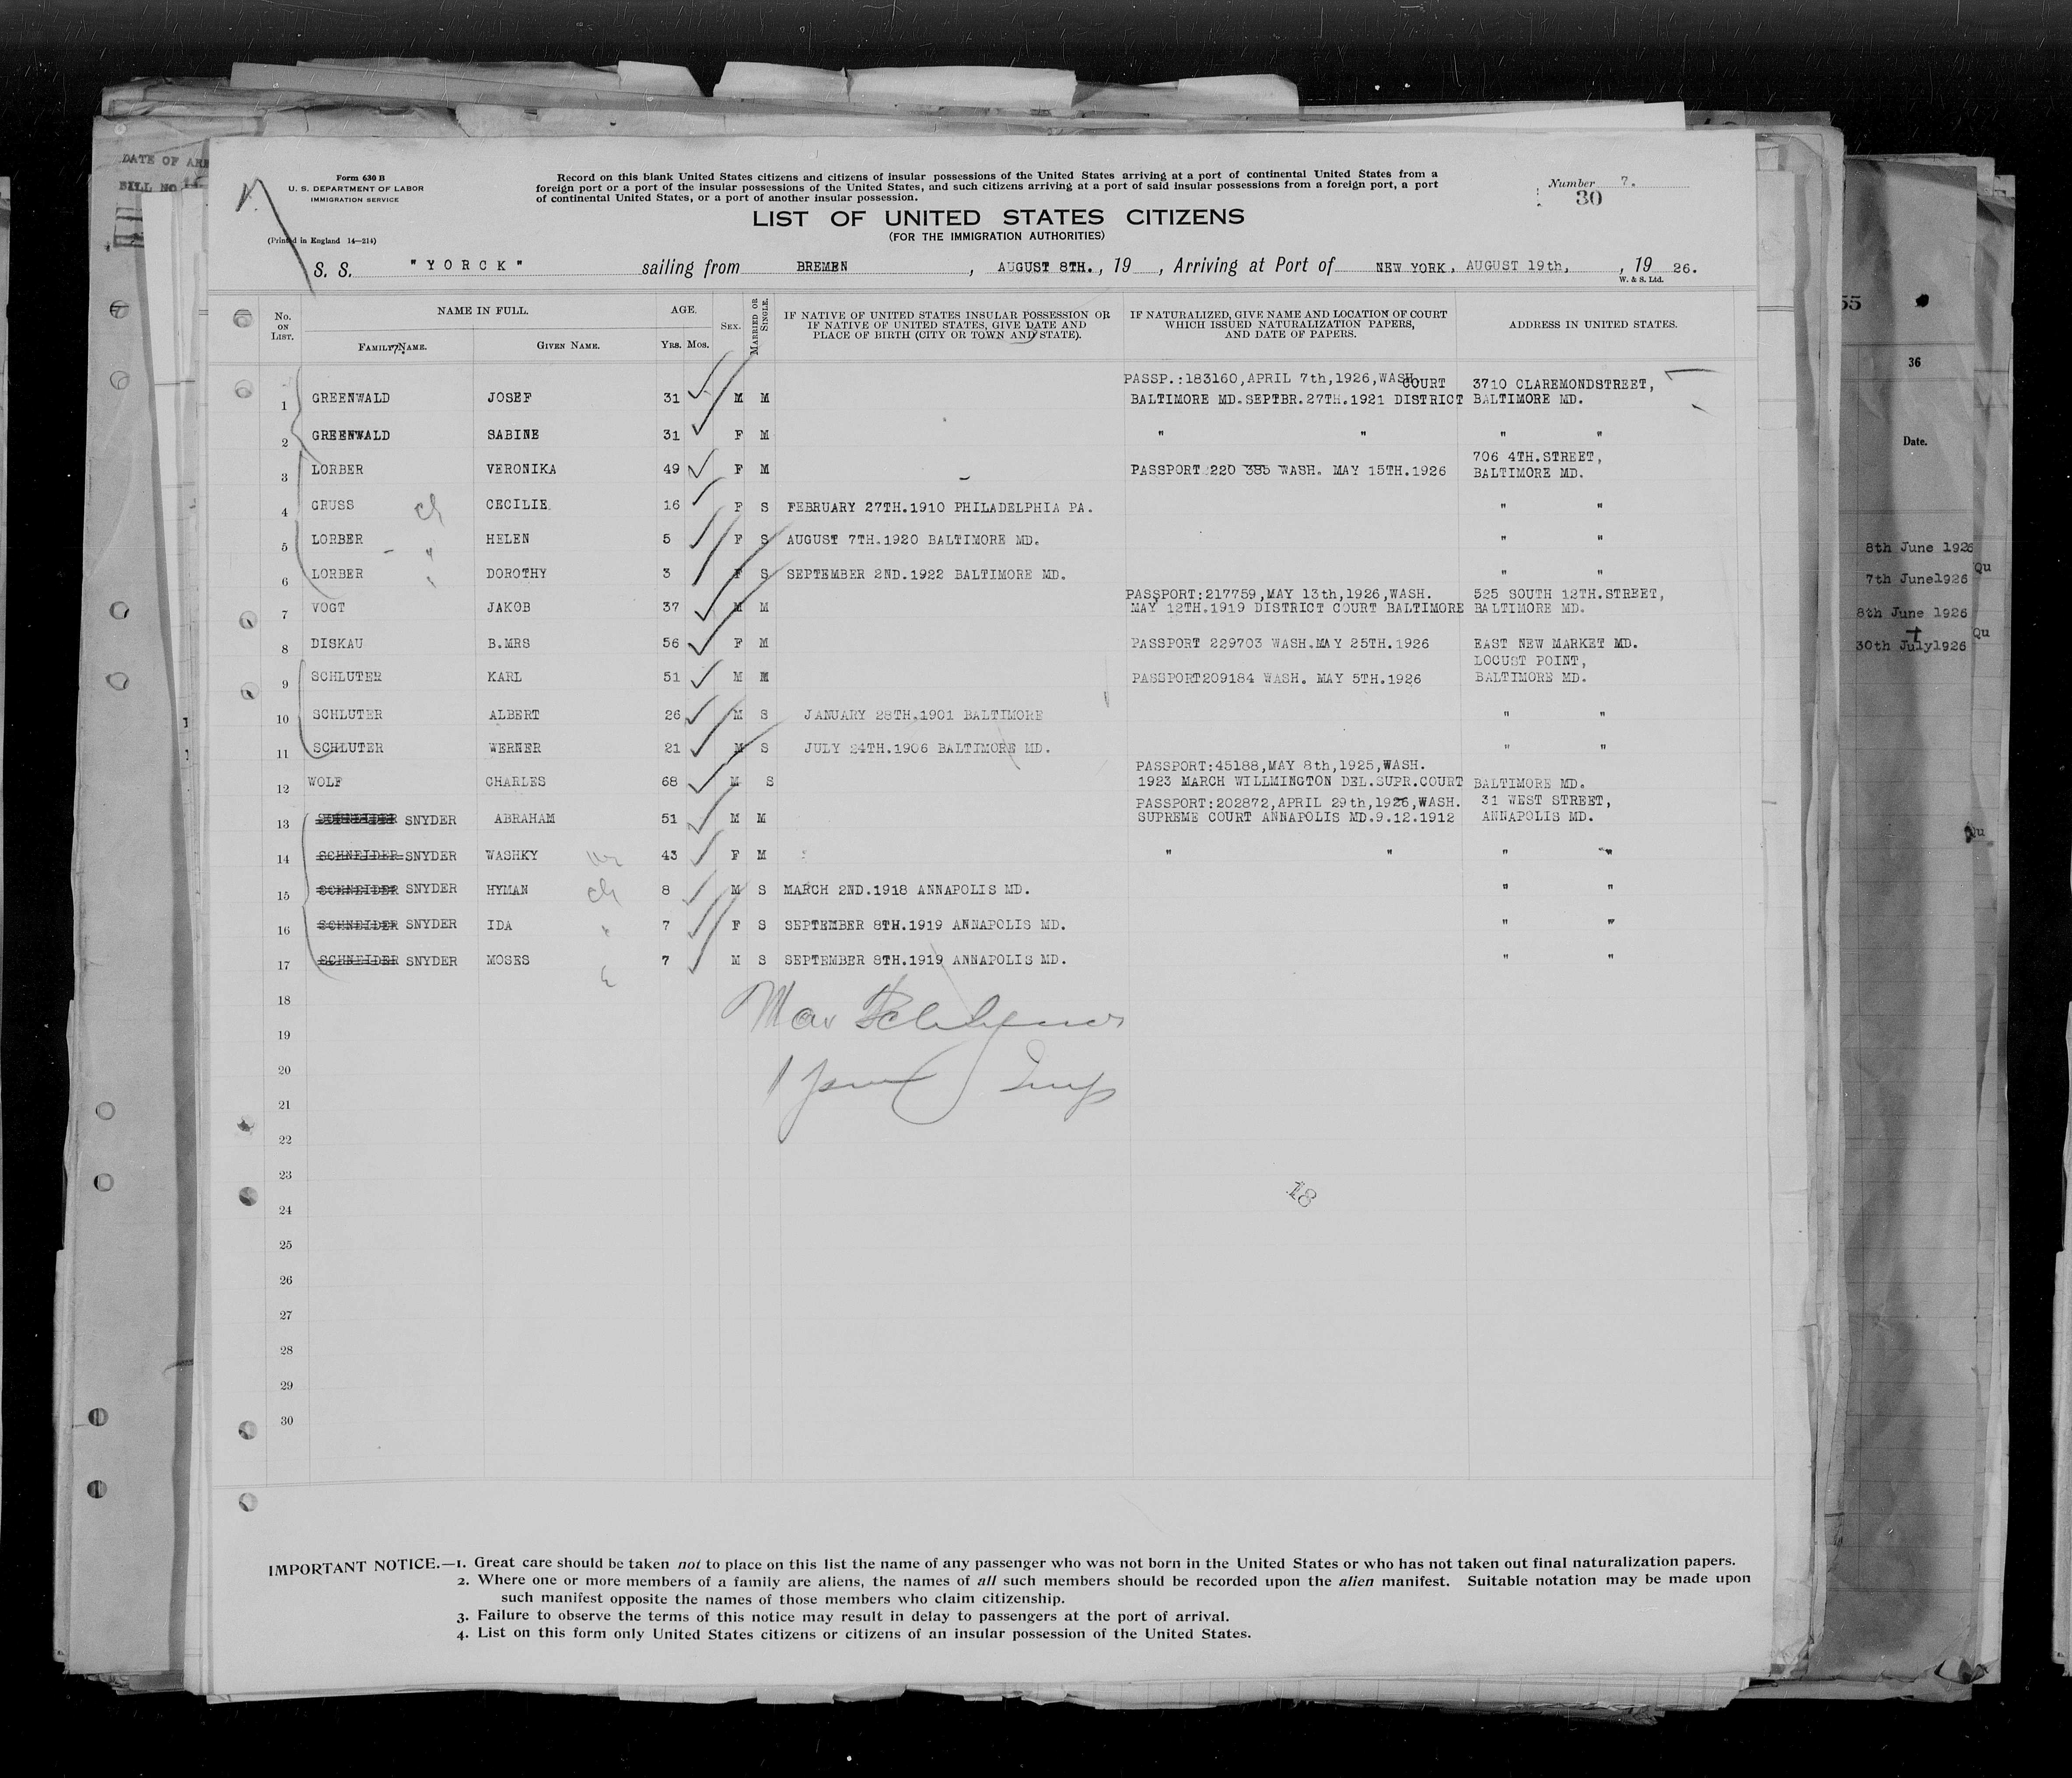 DATE OF ARR
BILL NO.
Form 630 B
U. S. DEPARTMENT OF LABOR
IMMIGRATION SERVICE
(Printed in England 14—214)
Record on this blank United States citizens and citizens of insular possessions of the United States arriving at a port of continental United States from a
foreign port or a port of the insular possessions of the United States, and such citizens arriving at a port of said insular possessions from a foreign port, a port
of continental United States, or a port of another insular possession.
Number 7.
30
LIST OF UNITED STATES CITIZENS
(FOR THE IMMIGRATION AUTHORITIES)
S. S. "YORCK" sailing from BREMEN, AUGUST 8TH., 19 , Arriving at Port of NEW YORK, AUGUST 19th, , 19 26.
W. & S. Ltd.
No. ON LIST. NAME IN FULL. AGE. SEX. MARRIED OR SINGLE. IF NATIVE OF UNITED STATES INSULAR POSSESSION OR IF NATIVE OF UNITED STATES, GIVE DATE AND PLACE OF BIRTH (CITY OR TOWN AND STATE). IF NATURALIZED, GIVE NAME AND LOCATION OF COURT WHICH ISSUED NATURALIZATION PAPERS, AND DATE OF PAPERS. ADDRESS IN UNITED STATES.
FAMILY NAME. GIVEN NAME. YRS. MOS.
PASSP.:183160,APRIL 7th,1926,WASH COURT 3710 CLAREMONDSTREET,
1 GREENWALD JOSEF 31 M M BALTIMORE MD.SEPTBR.27TH.1921 DISTRICT BALTIMORE MD.
2 GREENWALD SABINE 31 F M " " " "
706 4TH.STREET,
3 LORBER VERONIKA 49 F M PASSPORT 220 385 WASH. MAY 15TH.1926 BALTIMORE MD.
4 GRUSS ch CECILIE. 16 F S FEBRUARY 27TH.1910 PHILADELPHIA PA. " "
5 LORBER - " HELEN 5 F S AUGUST 7TH.1920 BALTIMORE MD. " "
6 LORBER " DOROTHY 3 F S SEPTEMBER 2ND.1922 BALTIMORE MD. " "
PASSPORT:217759,MAY 13th,1926,WASH. 525 SOUTH 12TH.STREET,
7 VOGT JAKOB 37 M M MAY 12TH.1919 DISTRICT COURT BALTIMORE BALTIMORE MD.
8 DISKAU B.MRS 56 F M PASSPORT 229703 WASH.MAY 25TH.1926 EAST NEW MARKET MD.
LOCUST POINT,
9 SCHLUTER KARL 51 M M PASSPORT209184 WASH. MAY 5TH.1926 BALTIMORE MD.
10 SCHLUTER ALBERT 26 M S JANUARY 28TH.1901 BALTIMORE " "
11 SCHLUTER WERNER 21 M S JULY 24TH.1906 BALTIMORE MD. " "
PASSPORT:45188,MAY 8th,1925,WASH.
12 WOLF CHARLES 68 M S 1923 MARCH WILLMINGTON DEL.SUPR.COURT BALTIMORE MD.
PASSPORT:202872,APRIL 29th,1926,WASH. 31 WEST STREET,
13 SCHNEIDER SNYDER ABRAHAM 51 M M SUPREME COURT ANNAPOLIS MD.9.12.1912 ANNAPOLIS MD.
14 SCHNEIDER SNYDER WASHKY 43 F M " " " "
15 SCHNEIDER SNYDER HYMAN ch 8 M S MARCH 2ND.1918 ANNAPOLIS MD. " "
16 SCHNEIDER SNYDER IDA " 7 F S SEPTEMBER 8TH.1919 ANNAPOLIS MD. " "
17 SCHNEIDER SNYDER MOSES 7 M S SEPTEMBER 8TH.1919 ANNAPOLIS MD. " "
18
19
20
21
22
23
18
24
25
26
27
28
29
30
IMPORTANT NOTICE.—1. Great care should be taken not to place on this list the name of any passenger who was not born in the United States or who has not taken out final naturalization papers.
2. Where one or more members of a family are aliens, the names of all such members should be recorded upon the alien manifest. Suitable notation may be made upon
such manifest opposite the names of those members who claim citizenship.
3. Failure to observe the terms of this notice may result in delay to passengers at the port of arrival.
4. List on this form only United States citizens or citizens of an insular possession of the United States.
55
36
Date.
8th June 1926
Qu
7th June1926
8th June 1926
Qu
30th July1926
Qu